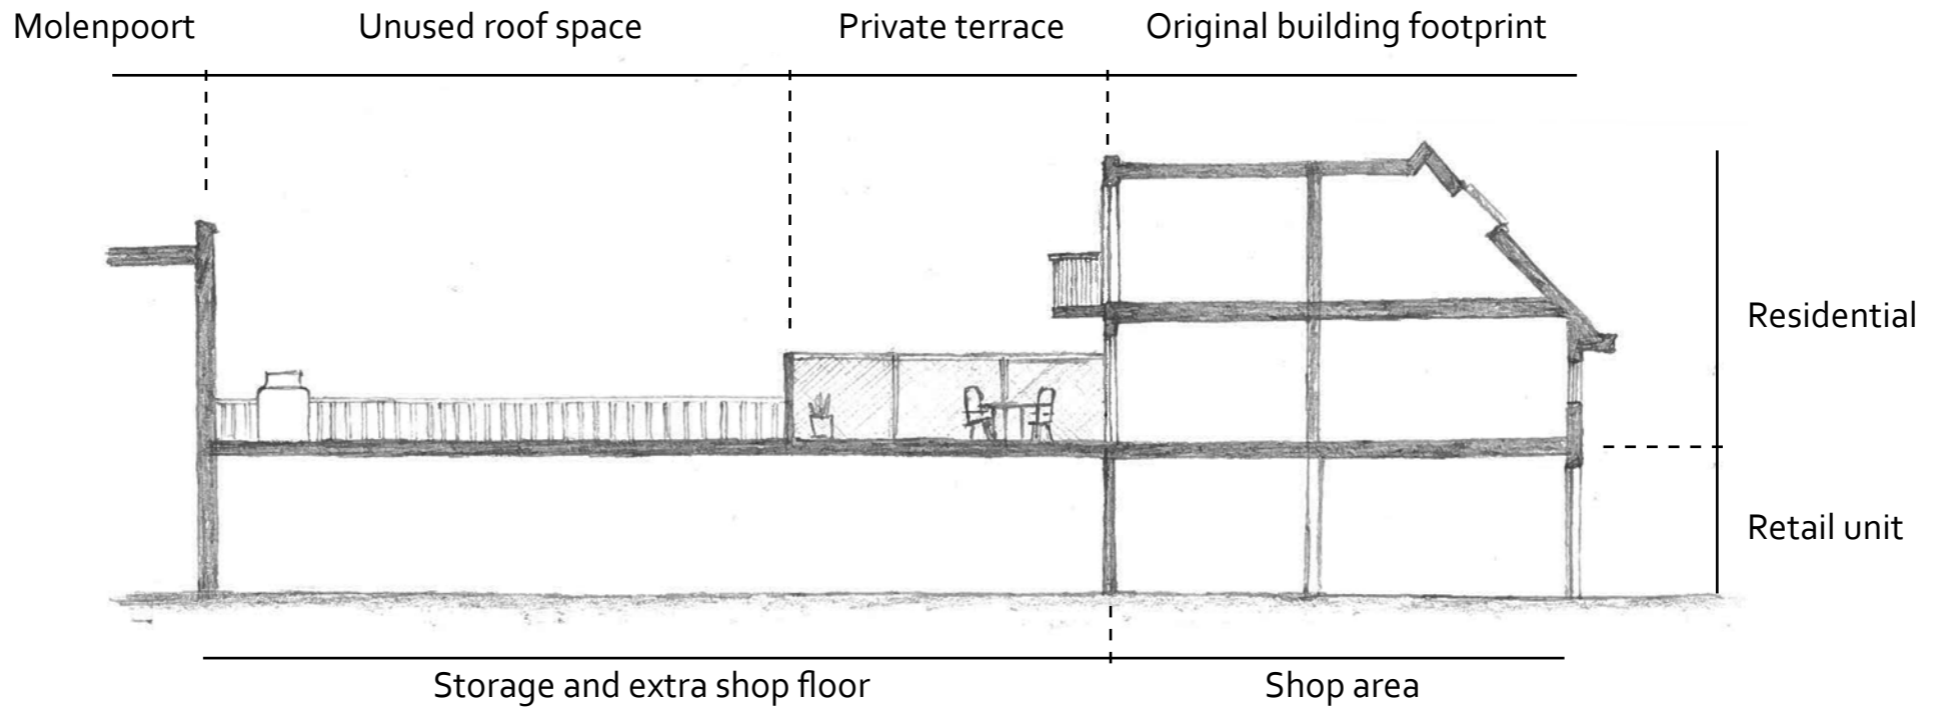 Molenpoort
Unused roof space
Private terrace
Original building footprint
Residential
Retail unit
Storage and extra shop floor
Shop area